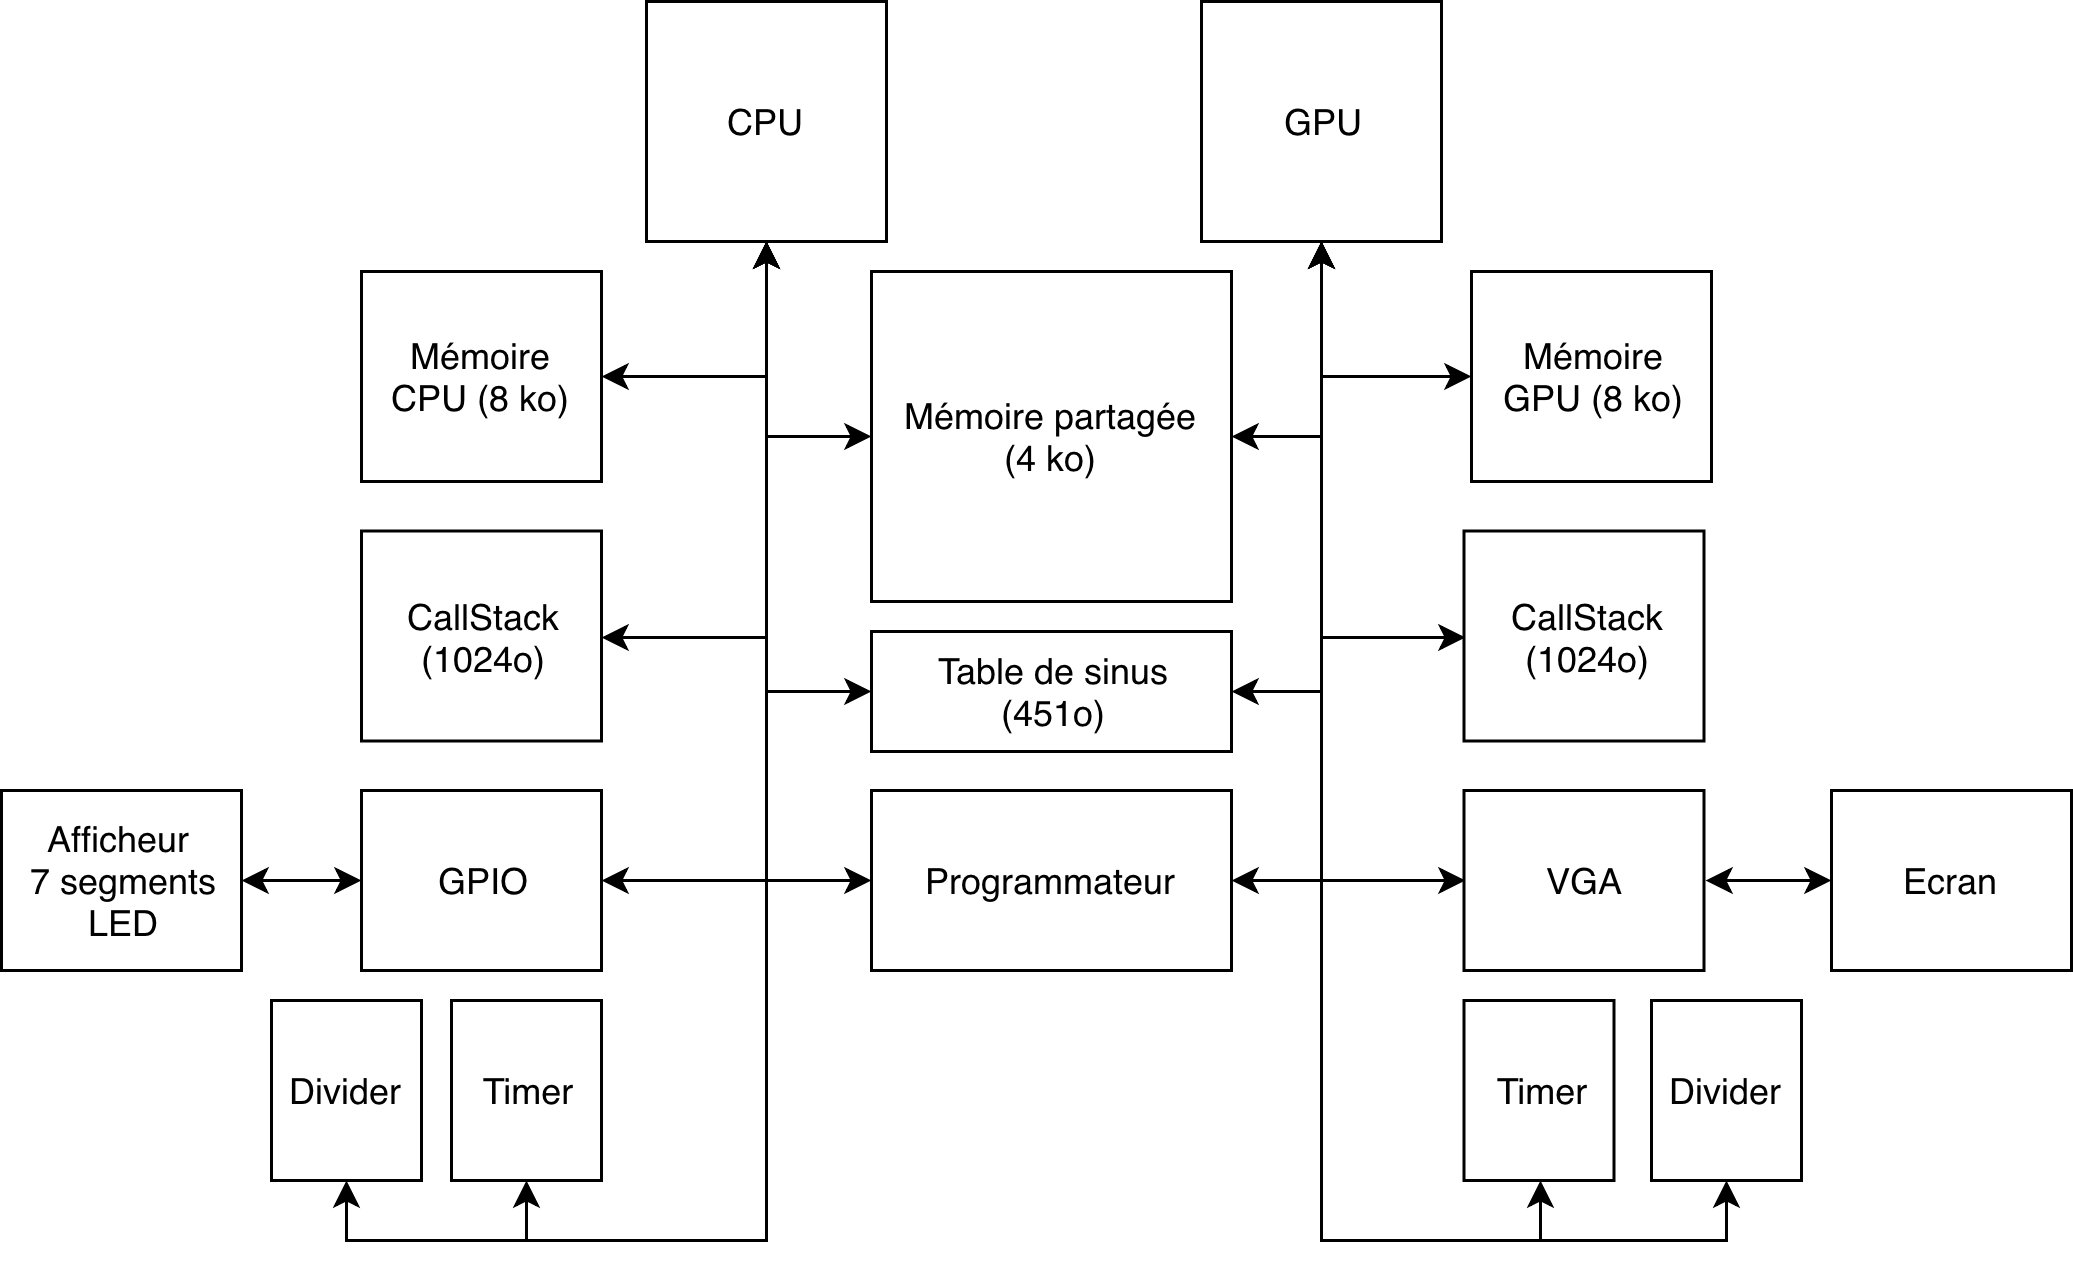 CPU
GPU
Mémoire
CPU (8 ko)
Mémoire partagée
(4 ko)
Mémoire
GPU (8 ko)
CallStack
(1024o)
Table de sinus
(451o)
CallStack
(1024o)
Afficheur
7 segments
LED
GPIO
Programmateur
VGA
Ecran
Divider
Timer
Timer
Divider